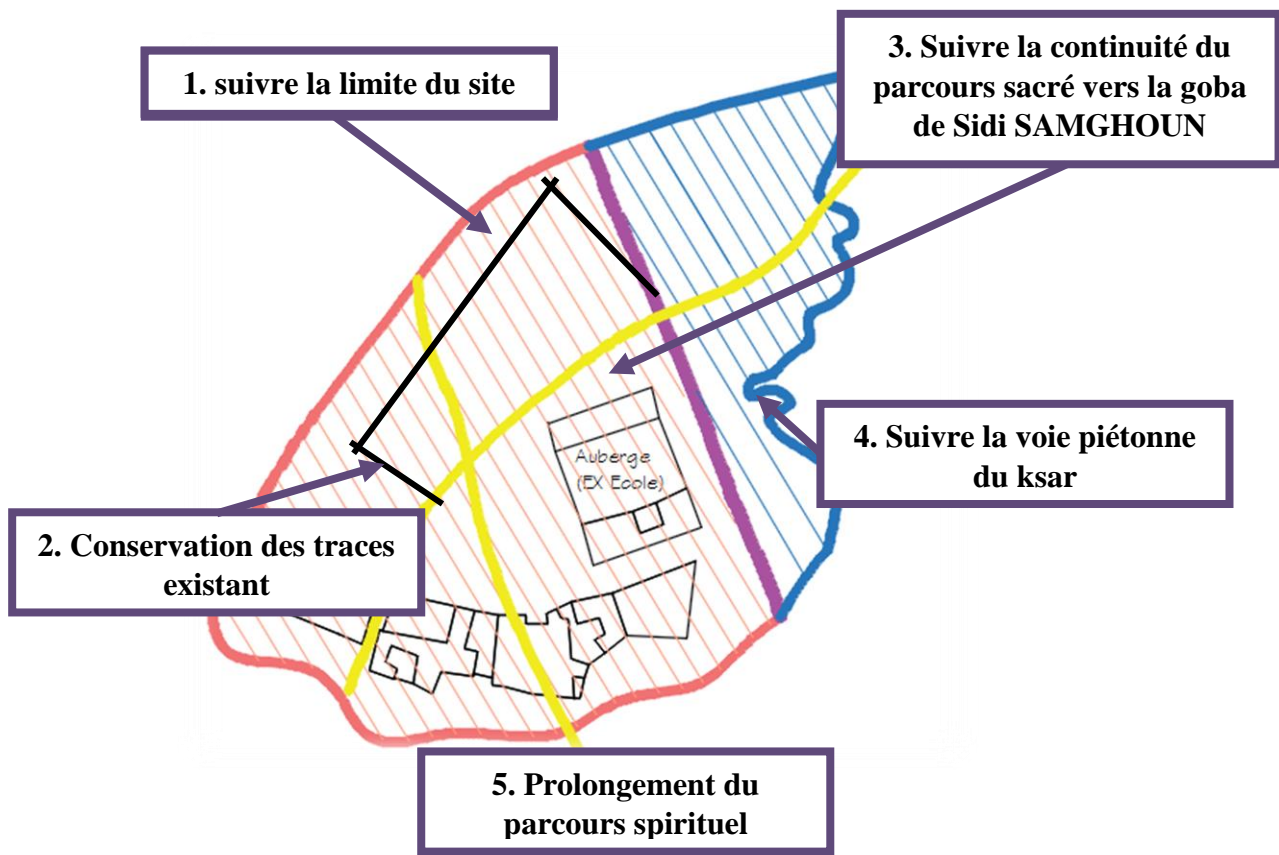 1. suivre la limite du site
3. Suivre la continuité du
parcours sacré vers la goba
de Sidi SAMGHOUN
Auberge
(EX Ecole)
4. Suivre la voie piétonne
du ksar
2. Conservation des traces
existant
5. Prolongement du
parcours spirituel